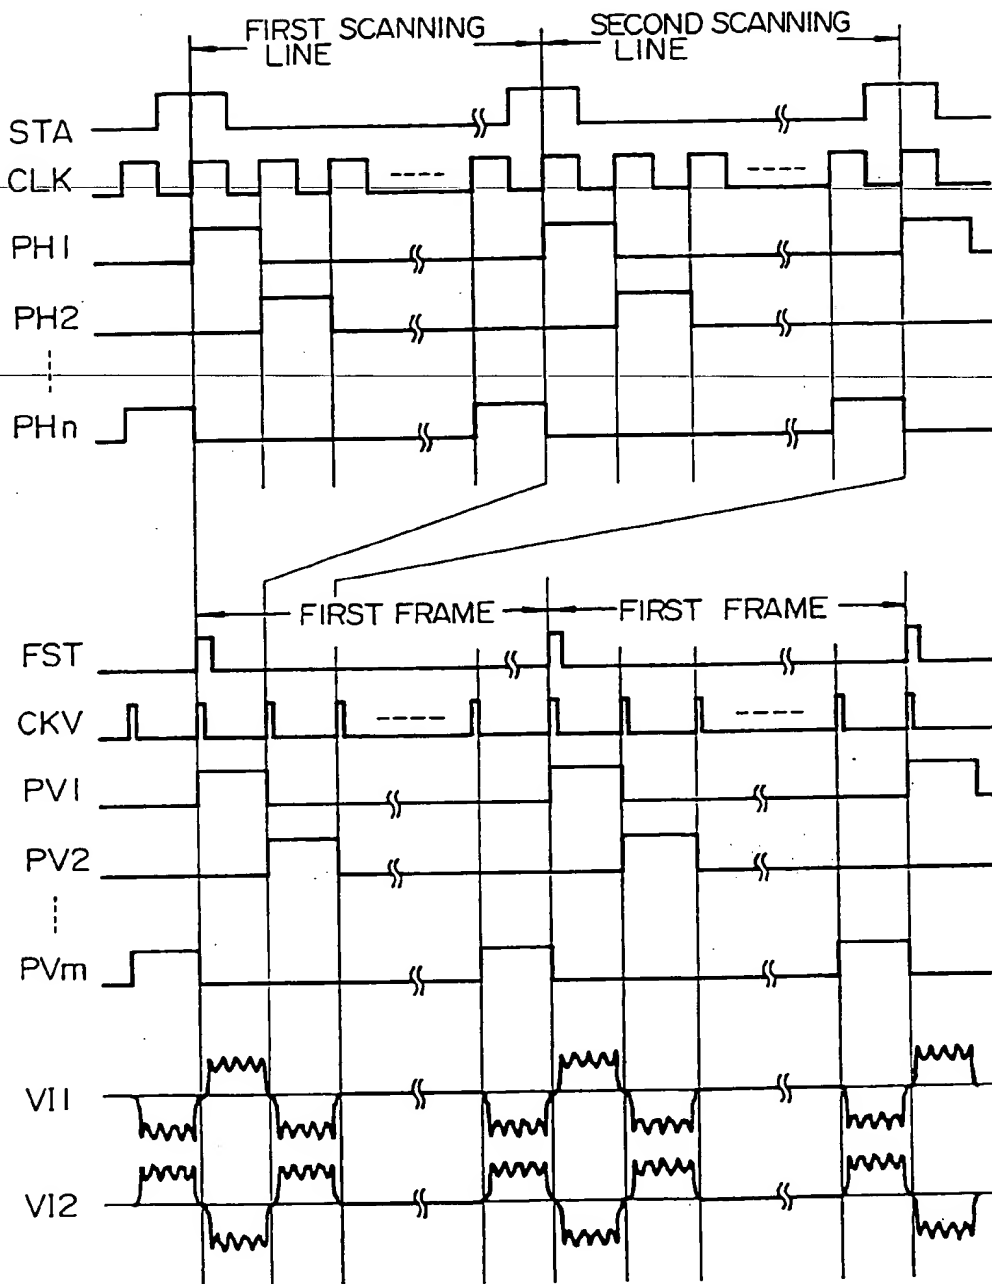 FIRST SCANNING LINE
SECOND SCANNING LINE
STA
CLK
PH1
PH2
PHn
FIRST FRAME
FIRST FRAME
FST
CKV
PV1
PV2
PVm
VI1
VI2